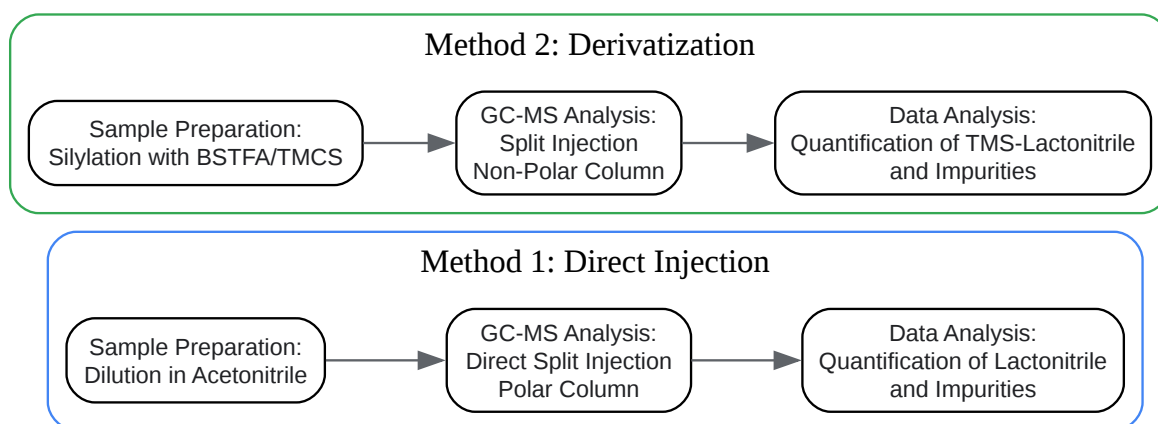 Method 2: Derivatization
Sample Preparation:
Silylation with BSTFA/TMCS
GC-MS Analysis:
Split Injection
Non-Polar Column
Data Analysis:
Quantification of TMS-Lactonitrile
and Impurities
Method 1: Direct Injection
Sample Preparation:
Dilution in Acetonitrile
GC-MS Analysis:
Direct Split Injection
Polar Column
Data Analysis:
Quantification of Lactonitrile
and Impurities